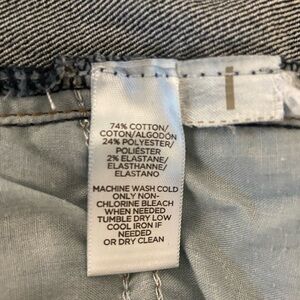 74% COTTON/
COTON/ALGODÓN
24% POLYESTER/
POLIÉSTER
2% ELASTANE/
ELASTHANNE/
ELASTANO
MACHINE WASH COLD
ONLY NON-
CHLORINE BLEACH
WHEN NEEDED
TUMBLE DRY LOW
COOL IRON IF
NEEDED
OR DRY CLEAN